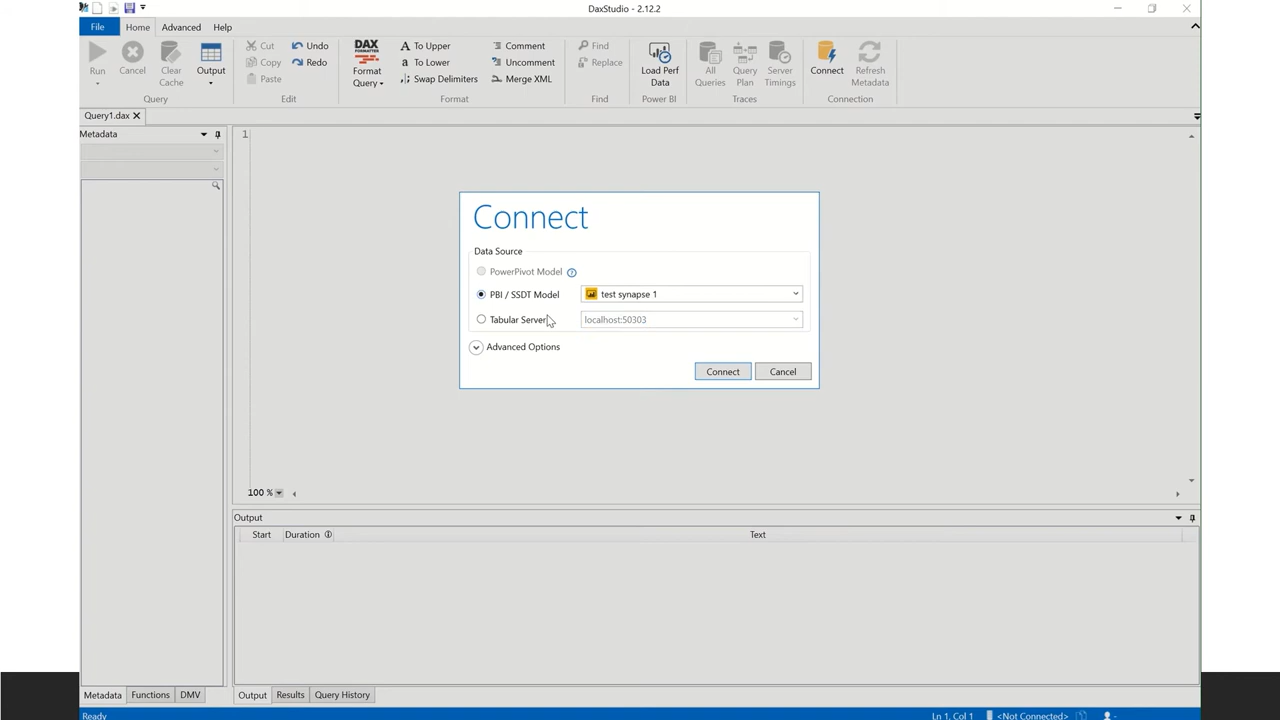 DaxStudio - 2.12.2
File Home Advanced Help
Run
Cancel
Clear Cache
Output
Query
Cut
Copy
Paste
Undo
Redo
Edit
DAX FORMATTER
Format Query
To Upper
To Lower
Swap Delimiters
Comment
Uncomment
Merge XML
Format
Find
Replace
Find
Load Perf Data
Power BI
All Queries
Query Plan
Server Timings
Traces
Connect
Refresh Metadata
Connection
Query1.dax
Metadata
1
Connect
Data Source
PowerPivot Model ?
PBI / SSDT Model test synapse 1
Tabular Server localhost:50303
Advanced Options
Connect Cancel
100 %
Output
Start Duration Text
Metadata Functions DMV Output Results Query History
Ready Ln 1, Col 1 <Not Connected> -